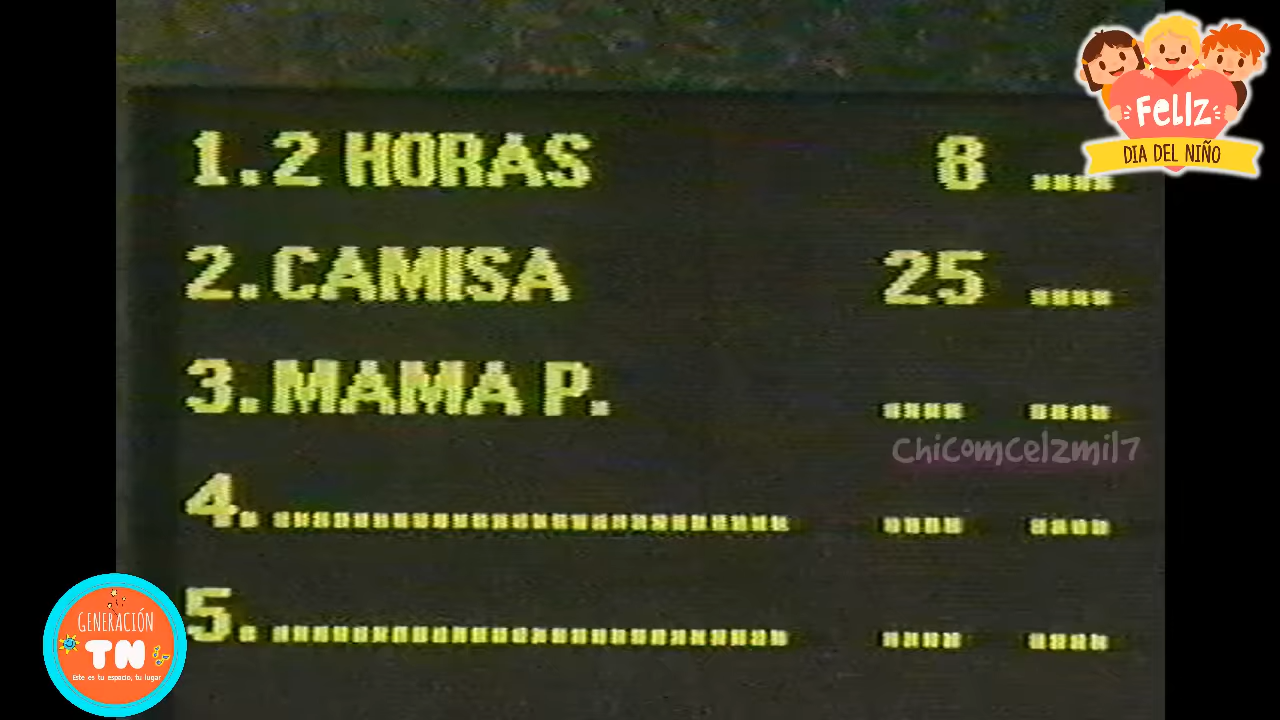 1.2 HORAS 8
2.CAMISA 25
3.MAMA P.
4.
5.
FELIZ
DIA DEL NIÑO
Chicomcelzmil7
GENERACIÓN
TN
Este es tu espacio, tu lugar